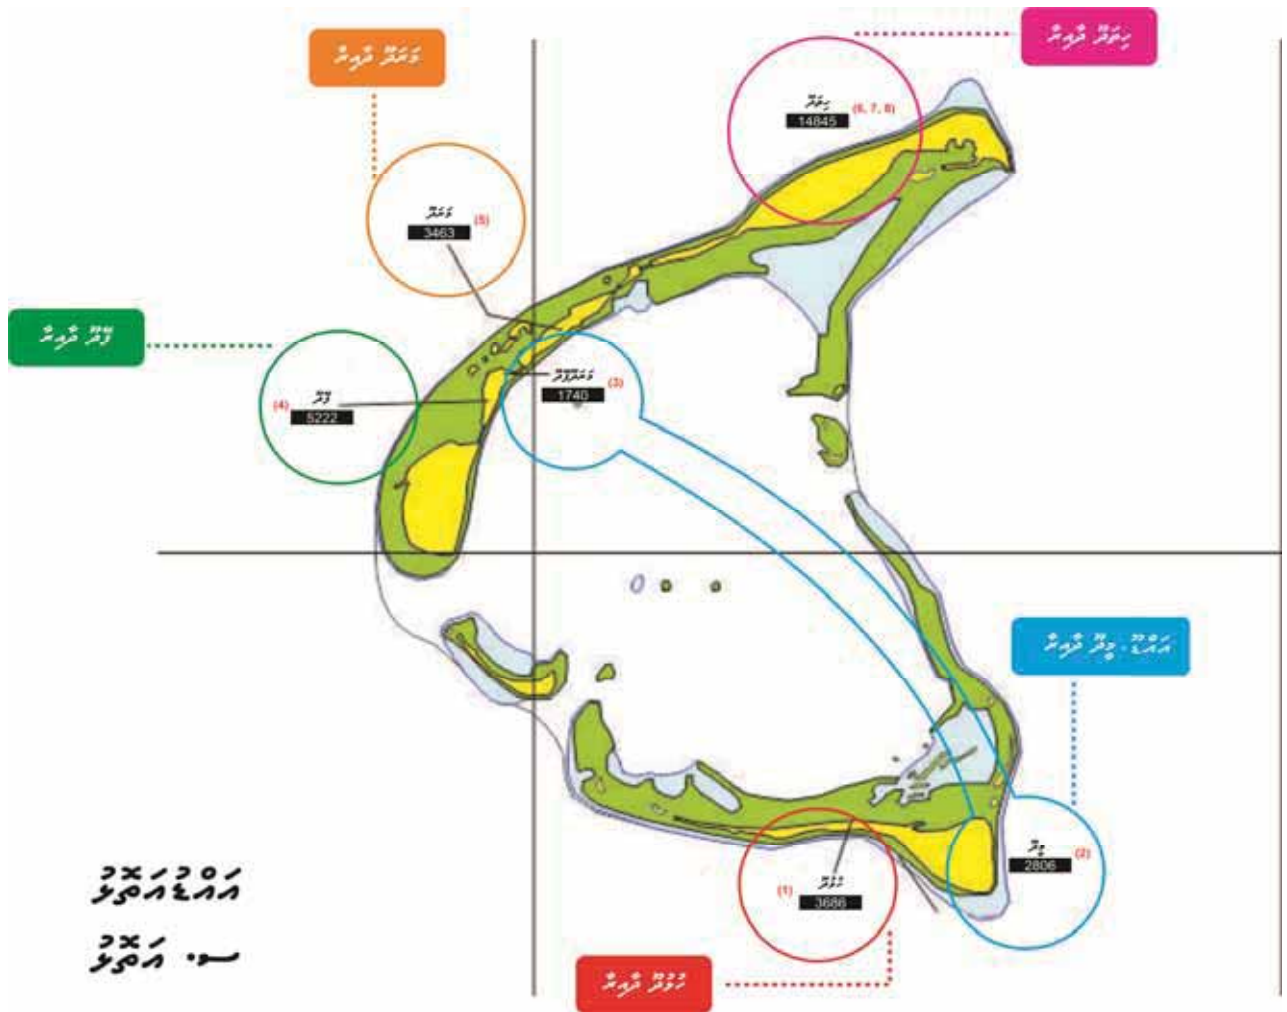 ހިތަދޫ ދާއިރާ
މަރަދޫ ދާއިރާ
ހިތަދޫ
14845
(6, 7, 8)
މަރަދޫ
3463
(5)
ފޭދޫ ދާއިރާ
މަރަދޫފޭދޫ
1740
(3)
ފޭދޫ
5222
(4)
އައްޑޫ. މީދޫ ދާއިރާ
މީދޫ
2806
(2)
ހުޅުދޫ
3686
(1)
އައްޑުއަތޮޅު
ސ. އަތޮޅު
ހުޅުދޫ ދާއިރާ